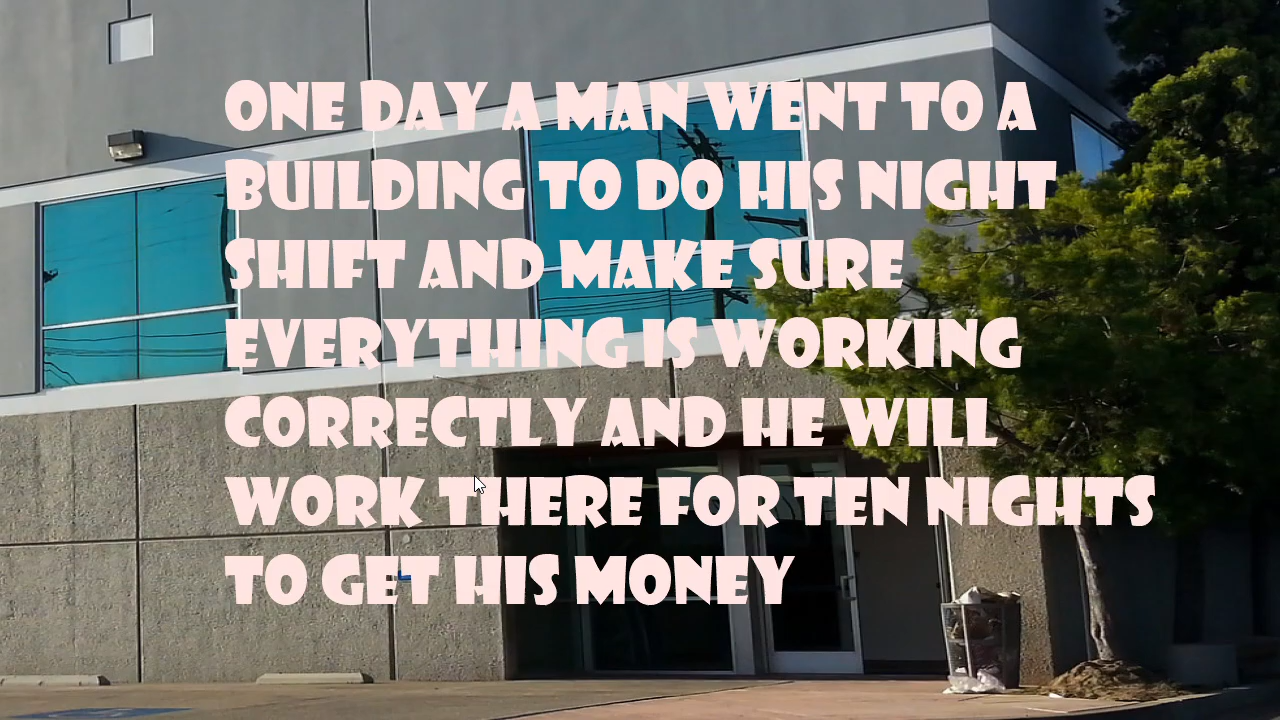 ONE DAY A MAN WENT TO A
BUILDING TO DO HIS NIGHT
SHIFT AND MAKE SURE
EVERYTHING IS WORKING
CORRECTLY AND HE WILL
WORK THERE FOR TEN NIGHTS
TO GET HIS MONEY